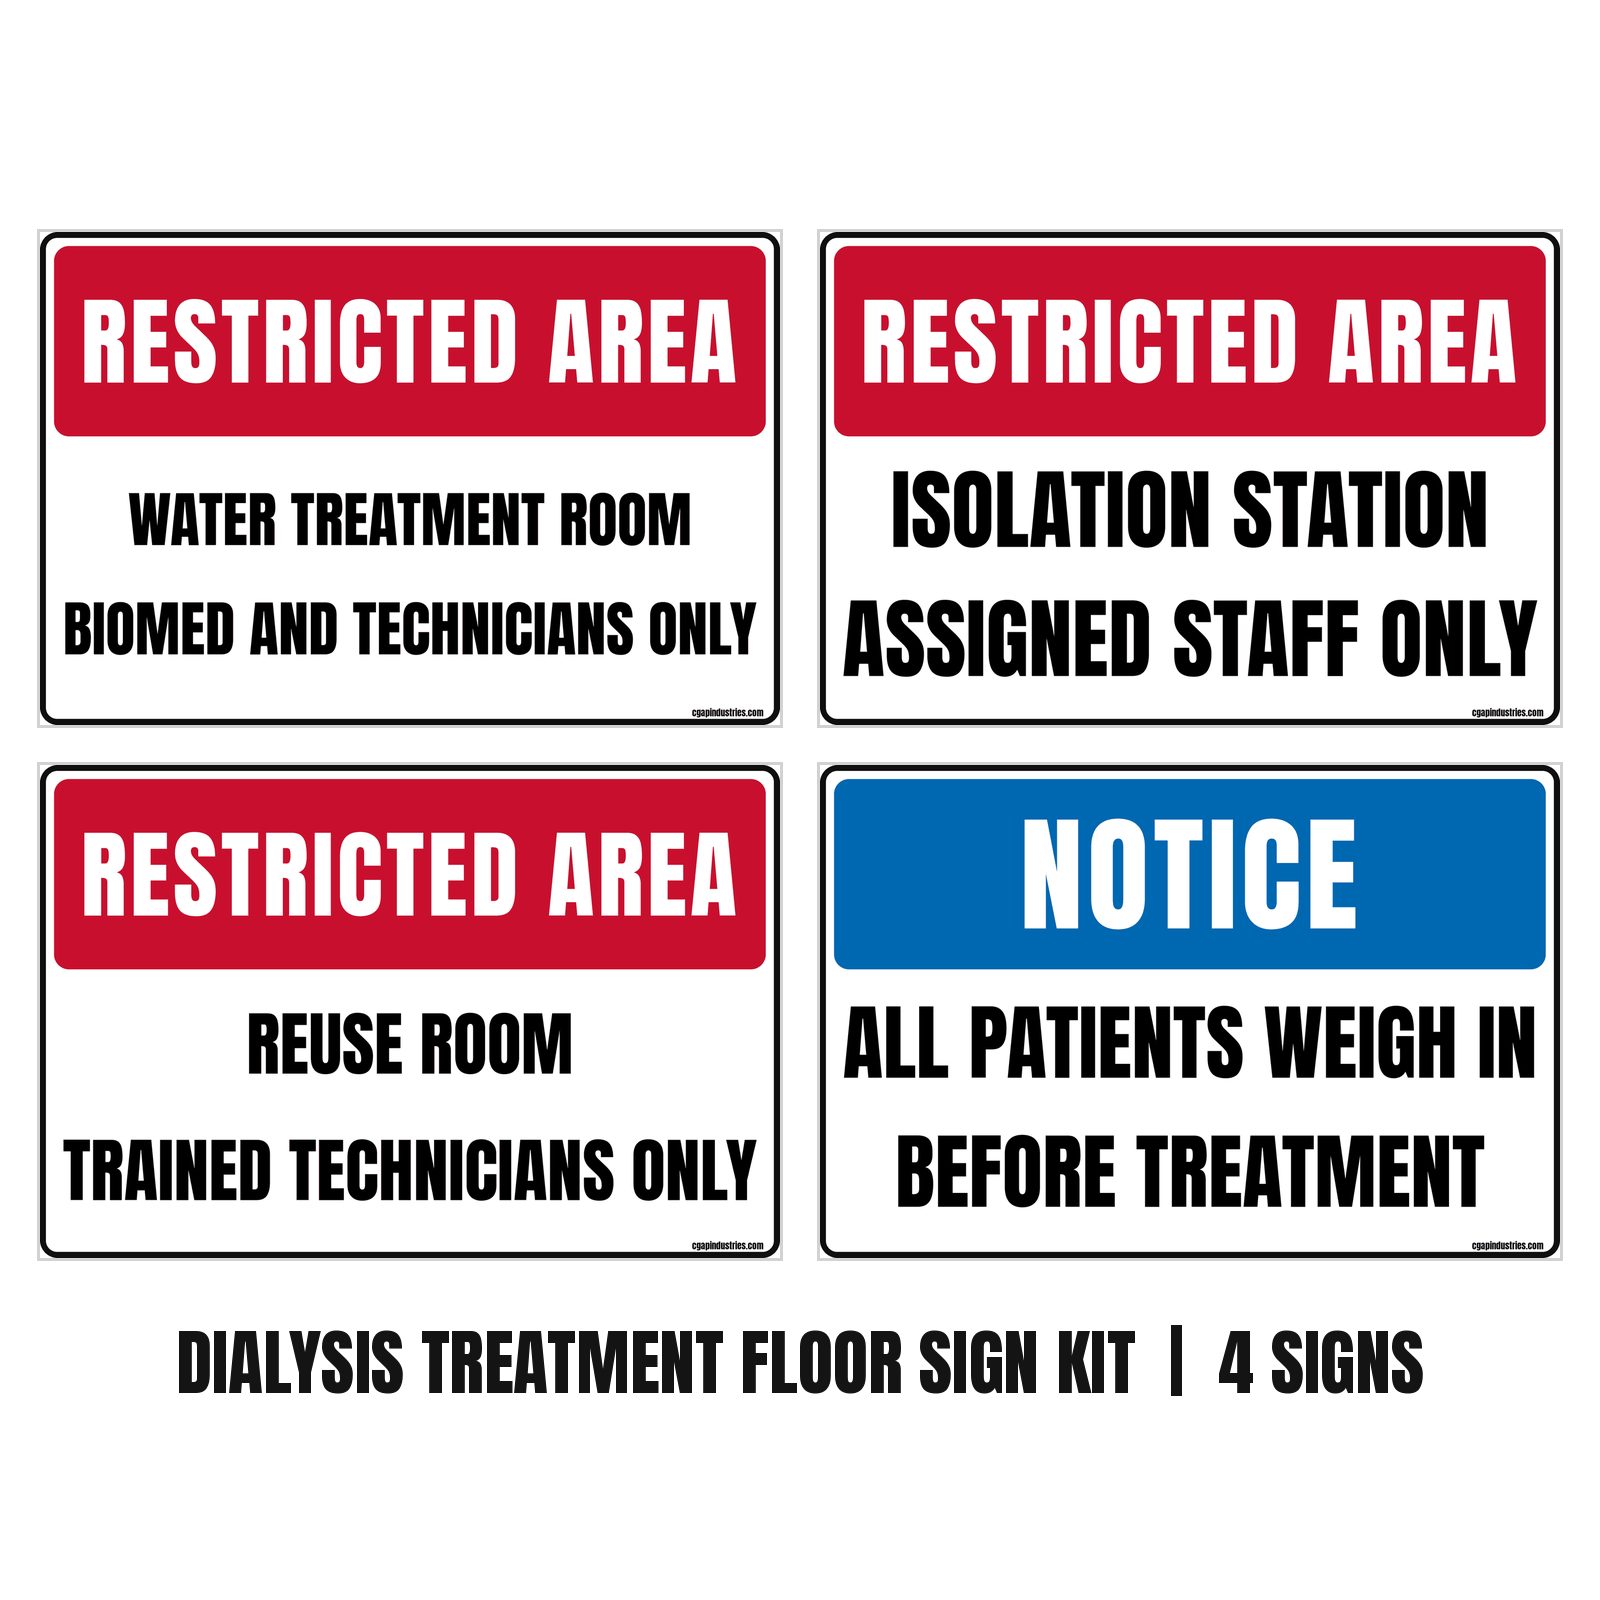 RESTRICTED AREA
WATER TREATMENT ROOM
BIOMED AND TECHNICIANS ONLY
cgapindustries.com
RESTRICTED AREA
ISOLATION STATION
ASSIGNED STAFF ONLY
cgapindustries.com
RESTRICTED AREA
REUSE ROOM
TRAINED TECHNICIANS ONLY
cgapindustries.com
NOTICE
ALL PATIENTS WEIGH IN
BEFORE TREATMENT
cgapindustries.com
DIALYSIS TREATMENT FLOOR SIGN KIT | 4 SIGNS